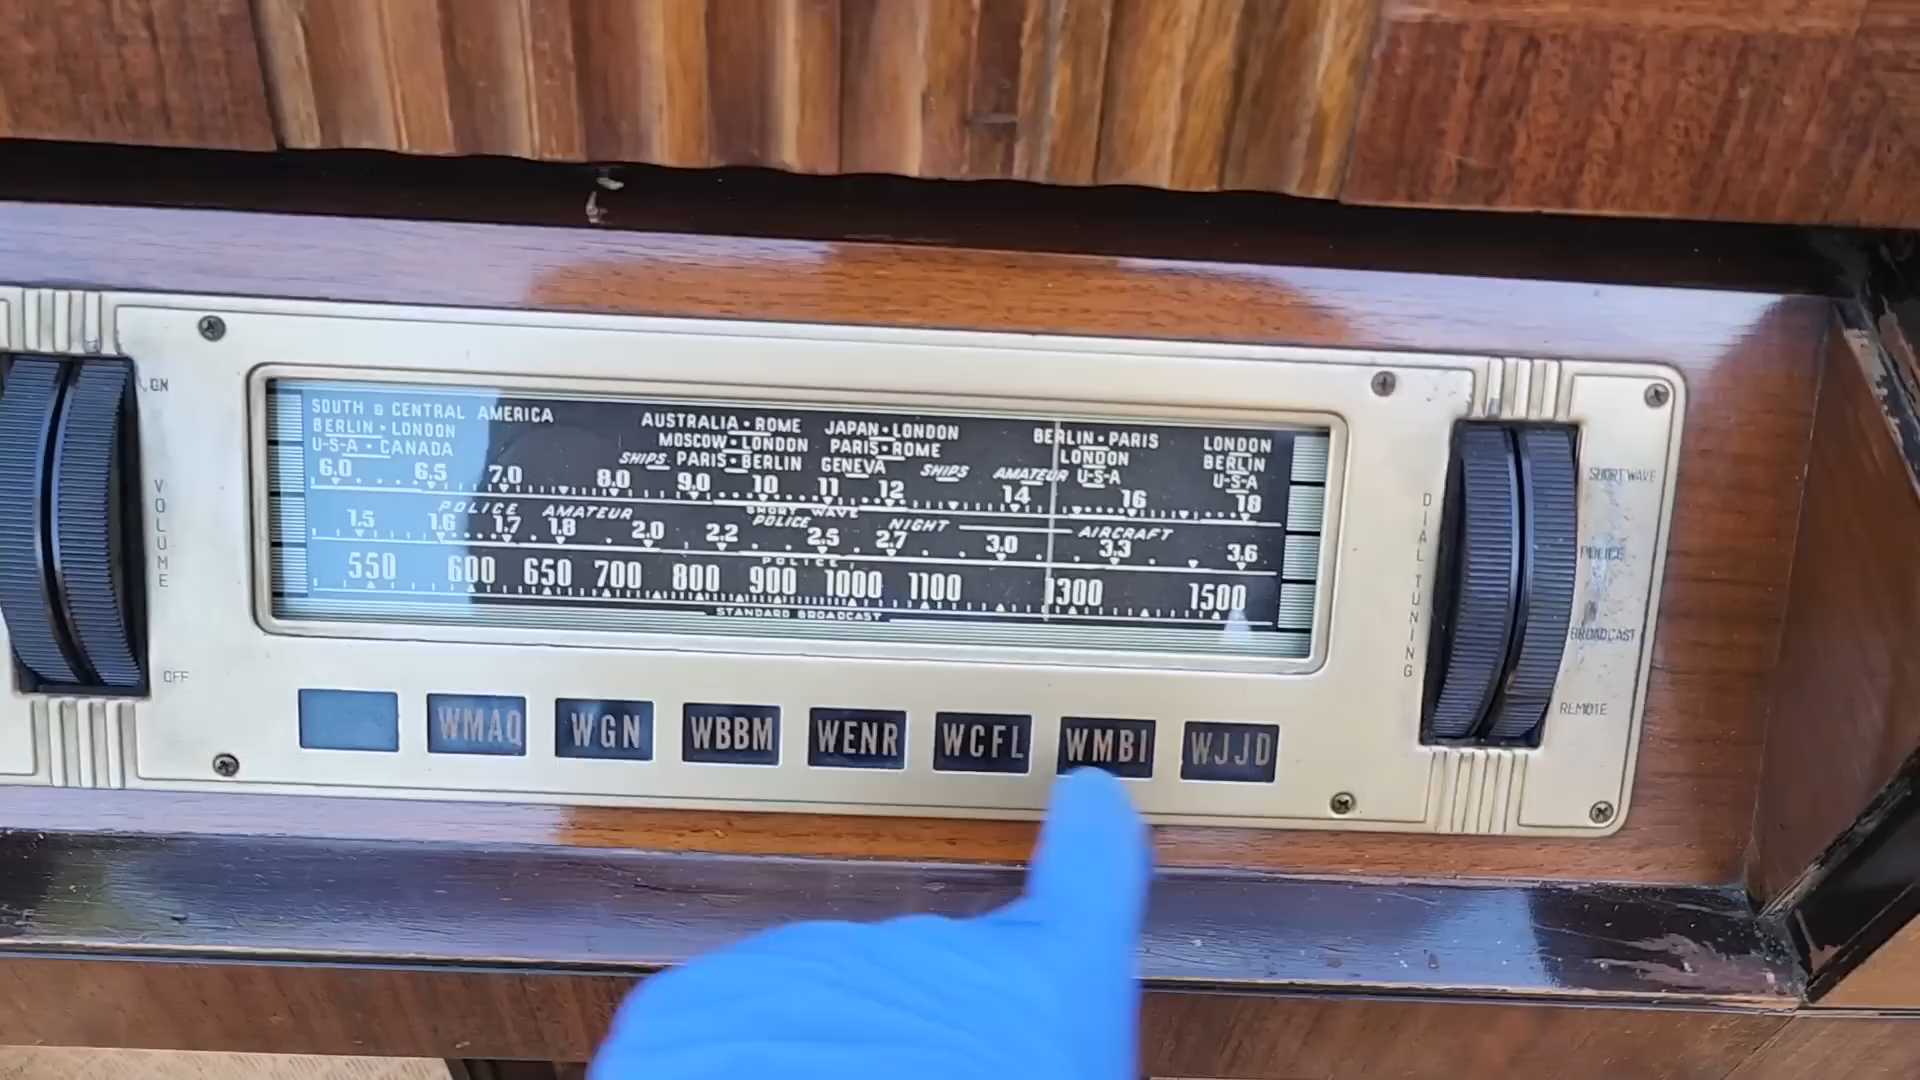 SOUTH & CENTRAL AMERICA
BERLIN • LONDON
U-S-A • CANADA
AUSTRALIA • ROME
MOSCOW • LONDON
SHIPS PARIS • BERLIN
JAPAN • LONDON
PARIS • ROME
GENEVA
SHIPS
AMATEUR
BERLIN • PARIS
LONDON
U-S-A
LONDON
BERLIN
U-S-A
6.0 6.5 7.0 8.0 9.0 10 11 12 14 16 18
SHORT WAVE
POLICE AMATEUR POLICE NIGHT AIRCRAFT
1.5 1.6 1.7 1.8 2.0 2.2 2.5 2.7 3.0 3.3 3.6
POLICE
550 600 650 700 800 900 1000 1100 1300 1500
STANDARD BROADCAST
ON
VOLUME
OFF
DIAL TUNING
SHORT WAVE
POLICE
BROADCAST
REMOTE
WMAQ WGN WBBM WENR WCFL WMBI WJJD